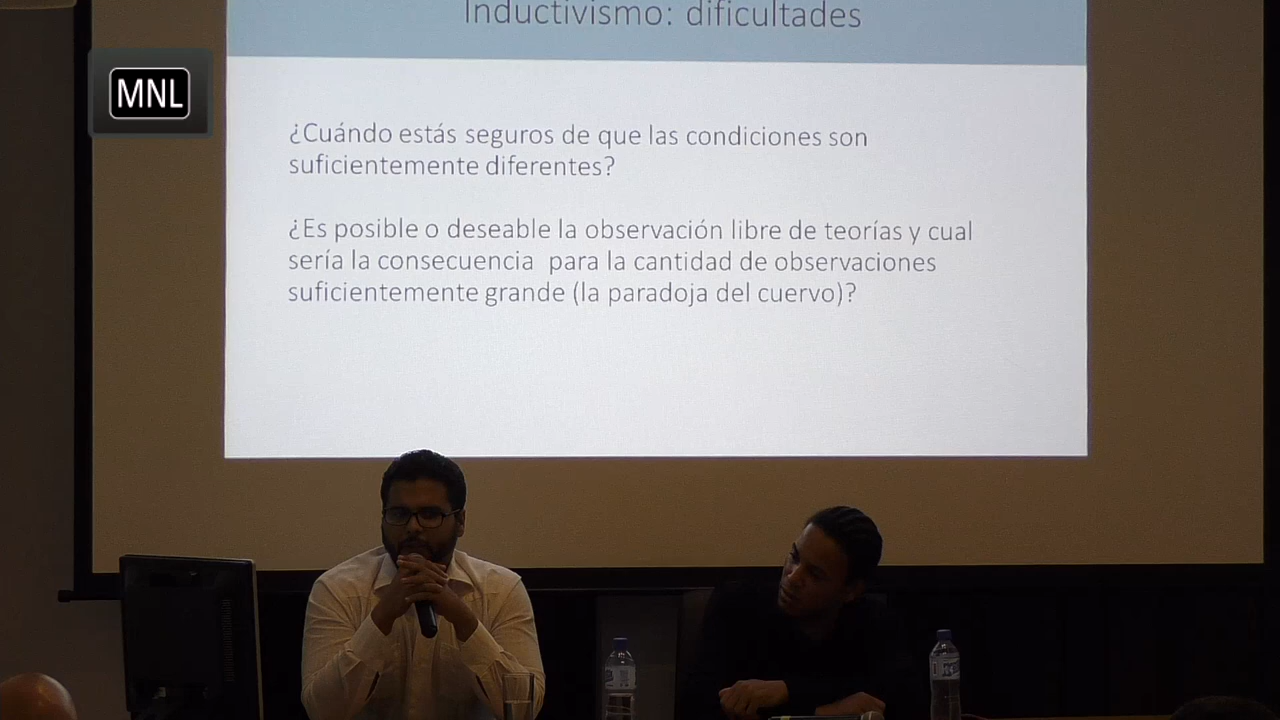 Inductivismo: dificultades
MNL
¿Cuándo estás seguros de que las condiciones son
suficientemente diferentes?
¿Es posible o deseable la observación libre de teorías y cual
sería la consecuencia para la cantidad de observaciones
suficientemente grande (la paradoja del cuervo)?